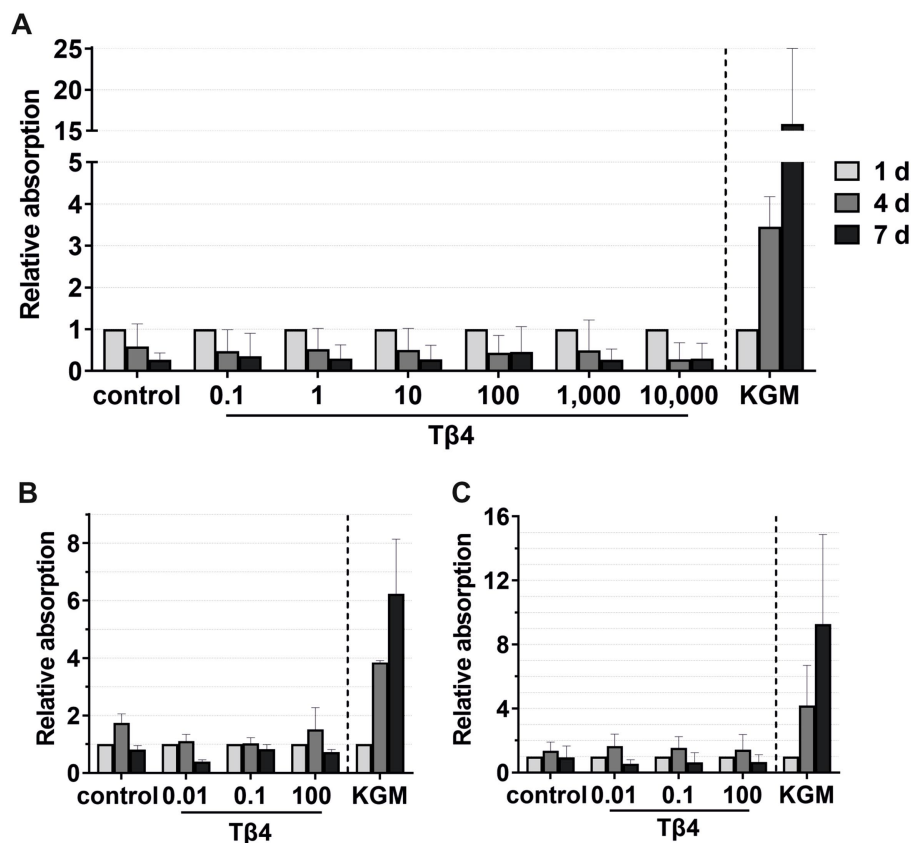 A
Relative absorption
25
20
15
5
4
3
2
1
0
control 0.1 1 10 100 1,000 10,000 KGM
Tβ4
1 d
4 d
7 d
B
Relative absorption
8
6
4
2
0
control 0.01 0.1 100 KGM
Tβ4
C
Relative absorption
16
12
8
4
0
control 0.01 0.1 100 KGM
Tβ4